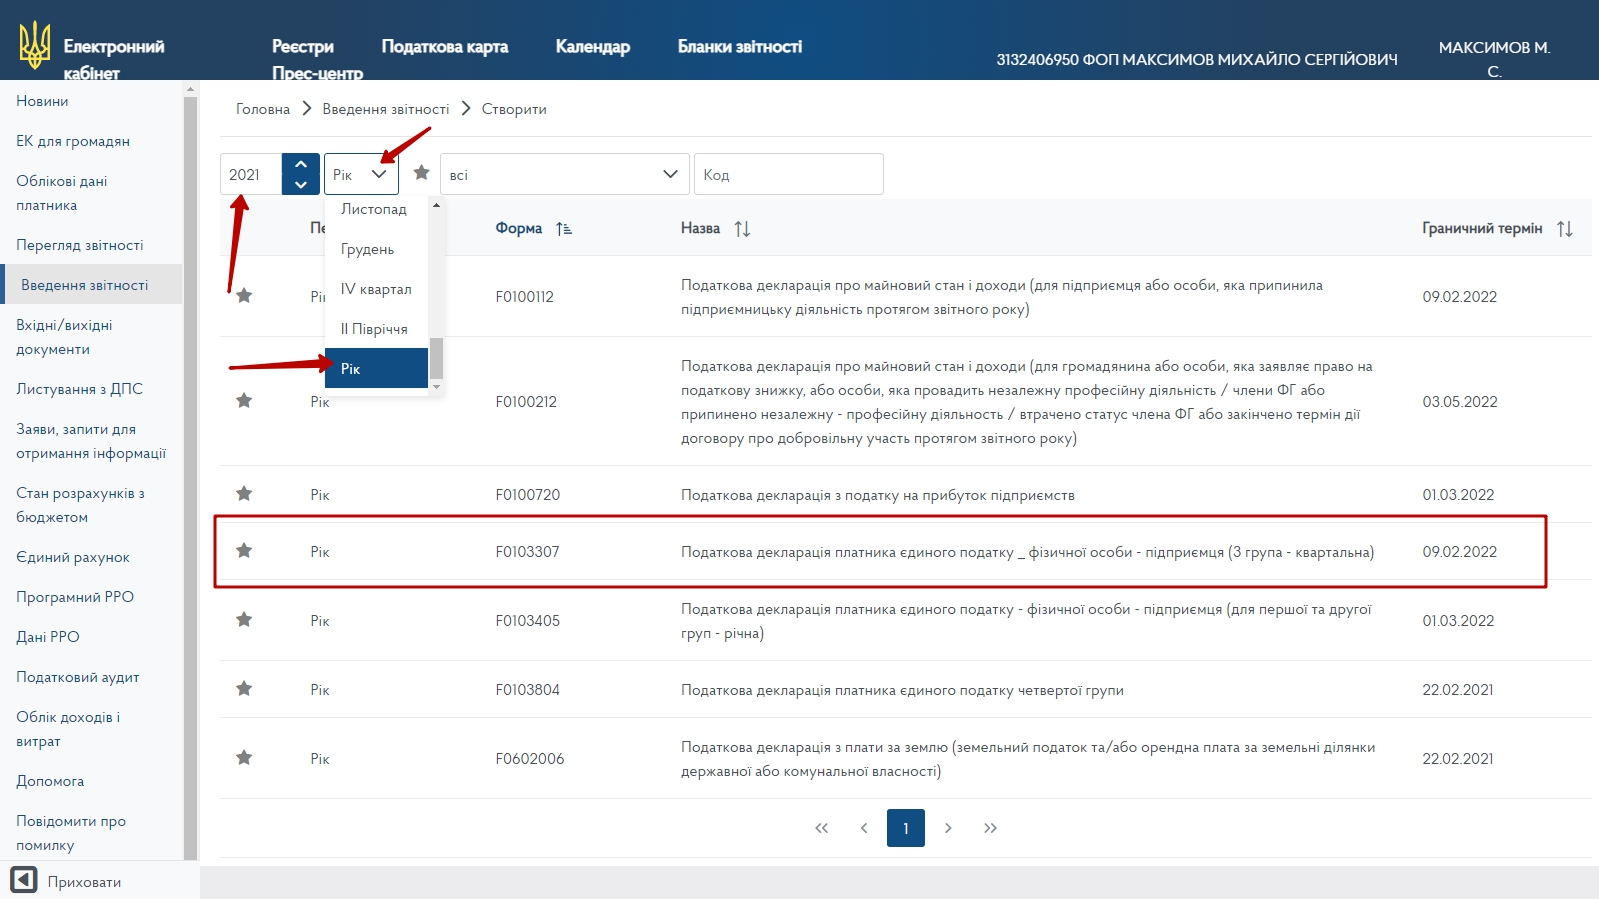 Електронний
кабінет
Реєстри
Податкова карта
Календар
Бланки звітності
Прес-центр
3132406950 ФОП МАКСИМОВ МИХАЙЛО СЕРГІЙОВИЧ
МАКСИМОВ М.
С.
Новини
ЕК для громадян
Облікові дані
платника
Перегляд звітності
Введення звітності
Вхідні/вихідні
документи
Листування з ДПС
Заяви, запити для
отримання інформації
Стан розрахунків з
бюджетом
Єдиний рахунок
Програмний РРО
Дані РРО
Податковий аудит
Облік доходів і
витрат
Допомога
Повідомити про
помилку
Приховати
Головна > Введення звітності > Створити
2021
Рік
всі
Код
Листопад
Грудень
IV квартал
II Півріччя
Рік
Пе
Форма
Назва
Граничний термін
Рік
F0100112
Податкова декларація про майновий стан і доходи (для підприємця або особи, яка припинила
підприємницьку діяльність протягом звітного року)
09.02.2022
Рік
F0100212
Податкова декларація про майновий стан і доходи (для громадянина або особи, яка заявляє право на
податкову знижку, або особи, яка провадить незалежну професійну діяльність / члени ФГ або
припинено незалежну - професійну діяльность / втрачено статус члена ФГ або закінчено термін дії
договору про добровільну участь протягом звітного року)
03.05.2022
Рік
F0100720
Податкова декларація з податку на прибуток підприємств
01.03.2022
Рік
F0103307
Податкова декларація платника єдиного податку _ фізичної особи - підприємця (3 група - квартальна)
09.02.2022
Рік
F0103405
Податкова декларація платника єдиного податку - фізичної особи - підприємця (для першої та другої
груп - річна)
01.03.2022
Рік
F0103804
Податкова декларація платника єдиного податку четвертої групи
22.02.2021
Рік
F0602006
Податкова декларація з плати за землю (земельний податок та/або орендна плата за земельні ділянки
державної або комунальної власності)
22.02.2021
1